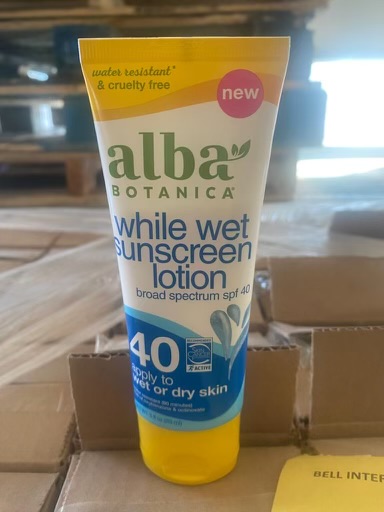 water resistant*
& cruelty free
new
alba
BOTANICA
while wet
sunscreen
lotion
broad spectrum spf 40
40
apply to
wet or dry skin
BELL INTER